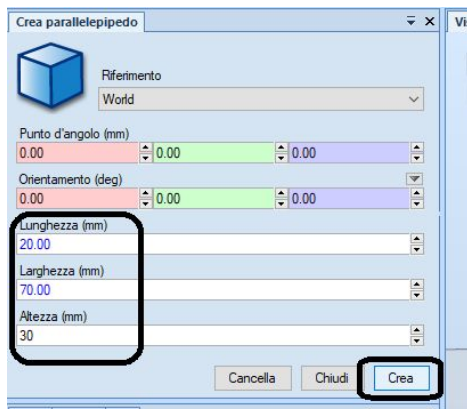 Crea parallelepipedo
Vi
Riferimento
World
Punto d'angolo (mm)
0.00 0.00 0.00
Orientamento (deg)
0.00 0.00 0.00
Lunghezza (mm)
20.00
Larghezza (mm)
70.00
Altezza (mm)
30
Cancella Chiudi Crea